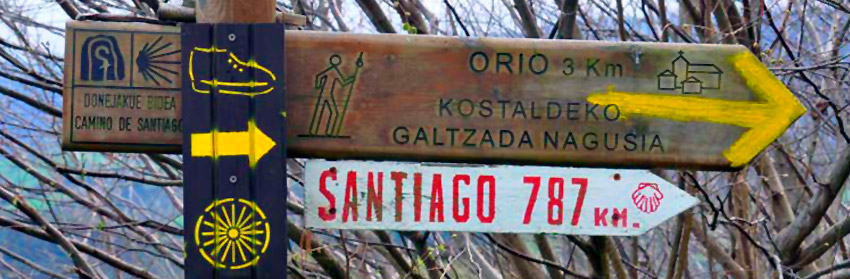 DONEJAKUE BIDEA
CAMINO DE SANTIAGO
ORIO 3 Km
KOSTALDEKO
GALTZADA NAGUSIA
SANTIAGO 787 KM.